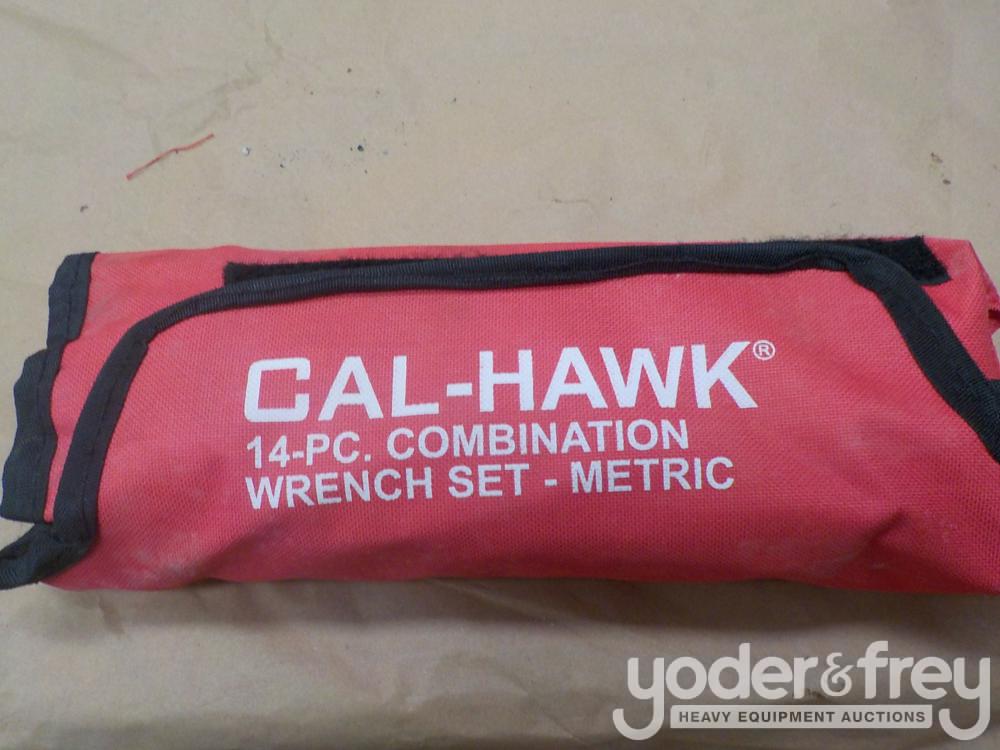 CAL-HAWK®
14-PC. COMBINATION
WRENCH SET - METRIC
yoder&frey
HEAVY EQUIPMENT AUCTIONS